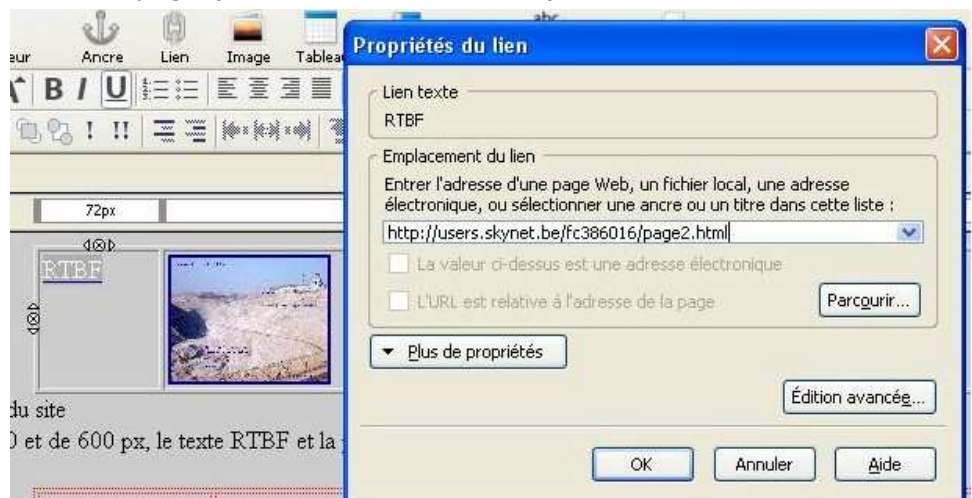 Ancre Lien Image
B I U
! !!
72px
RTBF
du site
et de 600 px, le texte RTBF et la
Propriétés du lien
Lien texte
RTBF
Emplacement du lien
Entrer l'adresse d'une page Web, un fichier local, une adresse
électronique, ou sélectionner une ancre ou un titre dans cette liste :
http://users.skynet.be/fc386016/page2.html
La valeur ci-dessus est une adresse électronique
L'URL est relative à l'adresse de la page
Parcourir...
Plus de propriétés
Édition avancée...
OK Annuler Aide